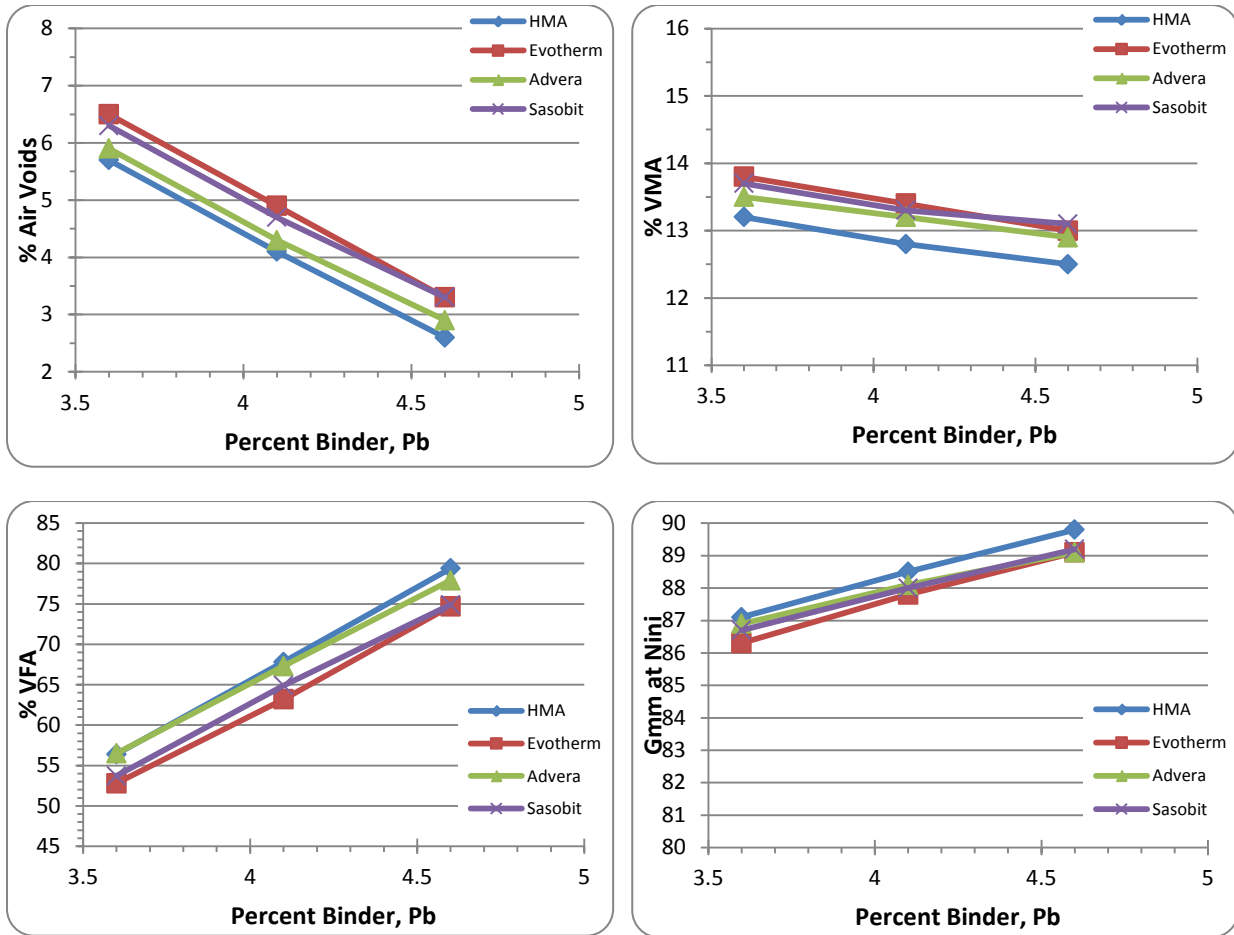 % Air Voids
8
7
6
5
4
3
2
3.5 4 4.5 5
Percent Binder, Pb
HMA
Evotherm
Advera
Sasobit
% VMA
16
15
14
13
12
11
3.5 4 4.5 5
Percent Binder, Pb
HMA
Evotherm
Advera
Sasobit
% VFA
85
80
75
70
65
60
55
50
45
3.5 4 4.5 5
Percent Binder, Pb
HMA
Evotherm
Advera
Sasobit
Gmm at Nini
90
89
88
87
86
85
84
83
82
81
80
3.5 4 4.5 5
Percent Binder, Pb
HMA
Evotherm
Advera
Sasobit